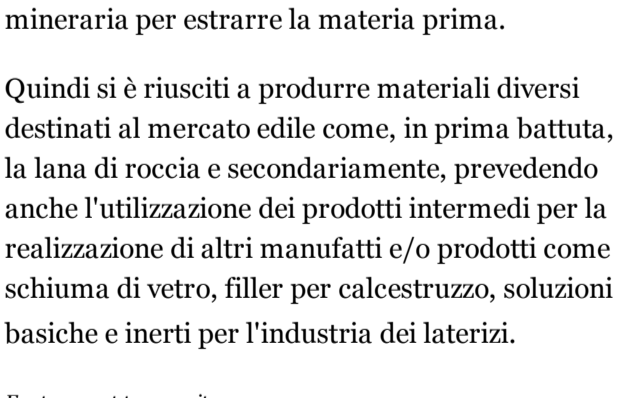 mineraria per estrarre la materia prima.
Quindi si è riusciti a produrre materiali diversi
destinati al mercato edile come, in prima battuta,
la lana di roccia e secondariamente, prevedendo
anche l'utilizzazione dei prodotti intermedi per la
realizzazione di altri manufatti e/o prodotti come
schiuma di vetro, filler per calcestruzzo, soluzioni
basiche e inerti per l'industria dei laterizi.